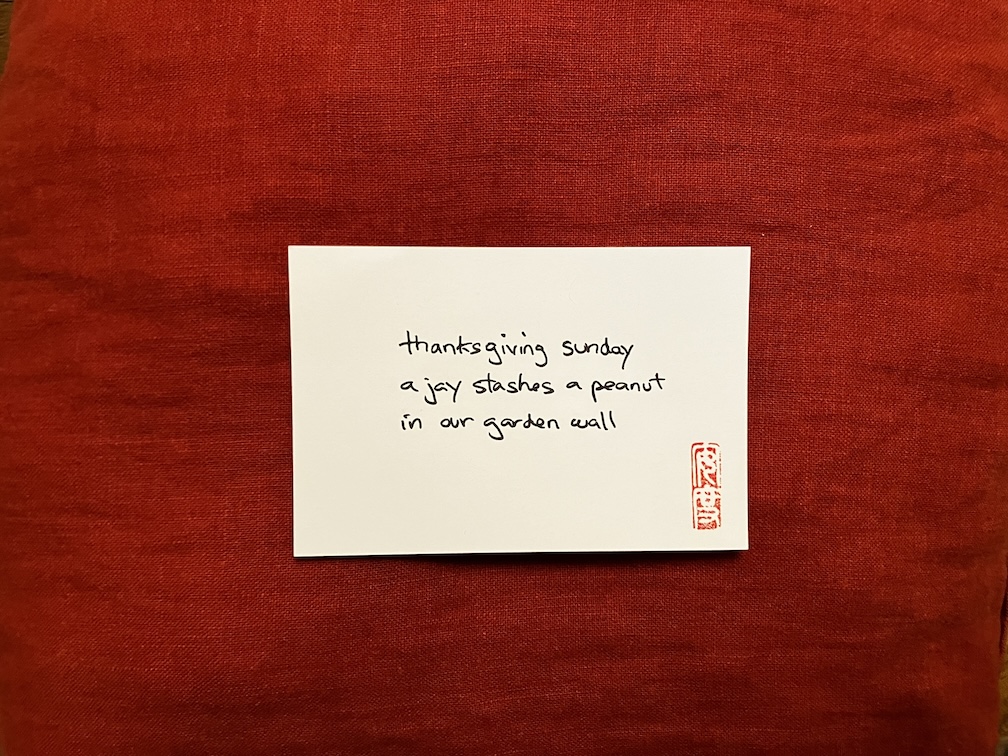 thanksgiving sunday
a jay stashes a peanut
in our garden wall